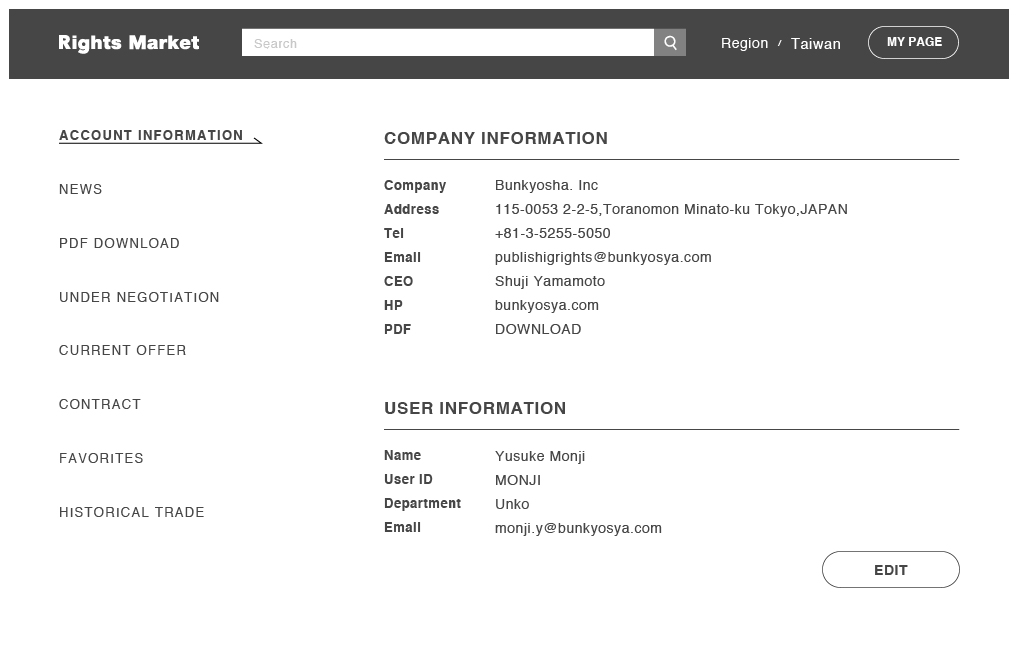 Rights Market
Search
Region / Taiwan
MY PAGE
ACCOUNT INFORMATION
NEWS
PDF DOWNLOAD
UNDER NEGOTIATION
CURRENT OFFER
CONTRACT
FAVORITES
HISTORICAL TRADE
COMPANY INFORMATION
Company Bunkyosha. Inc
Address 115-0053 2-2-5,Toranomon Minato-ku Tokyo,JAPAN
Tel +81-3-5255-5050
Email publishigrights@bunkyosya.com
CEO Shuji Yamamoto
HP bunkyosya.com
PDF DOWNLOAD
USER INFORMATION
Name Yusuke Monji
User ID MONJI
Department Unko
Email monji.y@bunkyosya.com
EDIT